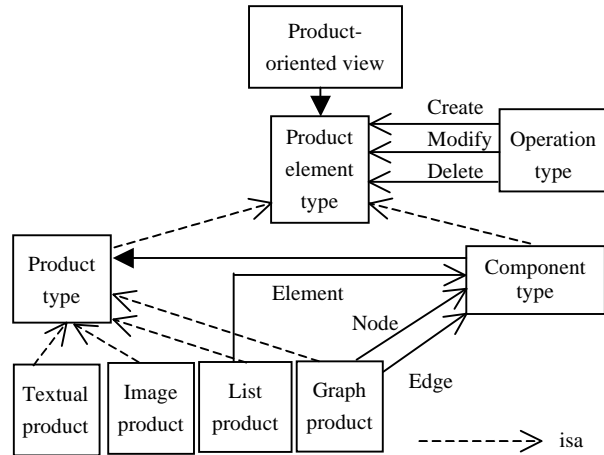 Product-
oriented view
Create
Modify
Delete
Product
element
type
Operation
type
Product
type
Component
type
Element
Node
Edge
Textual
product
Image
product
List
product
Graph
product
isa